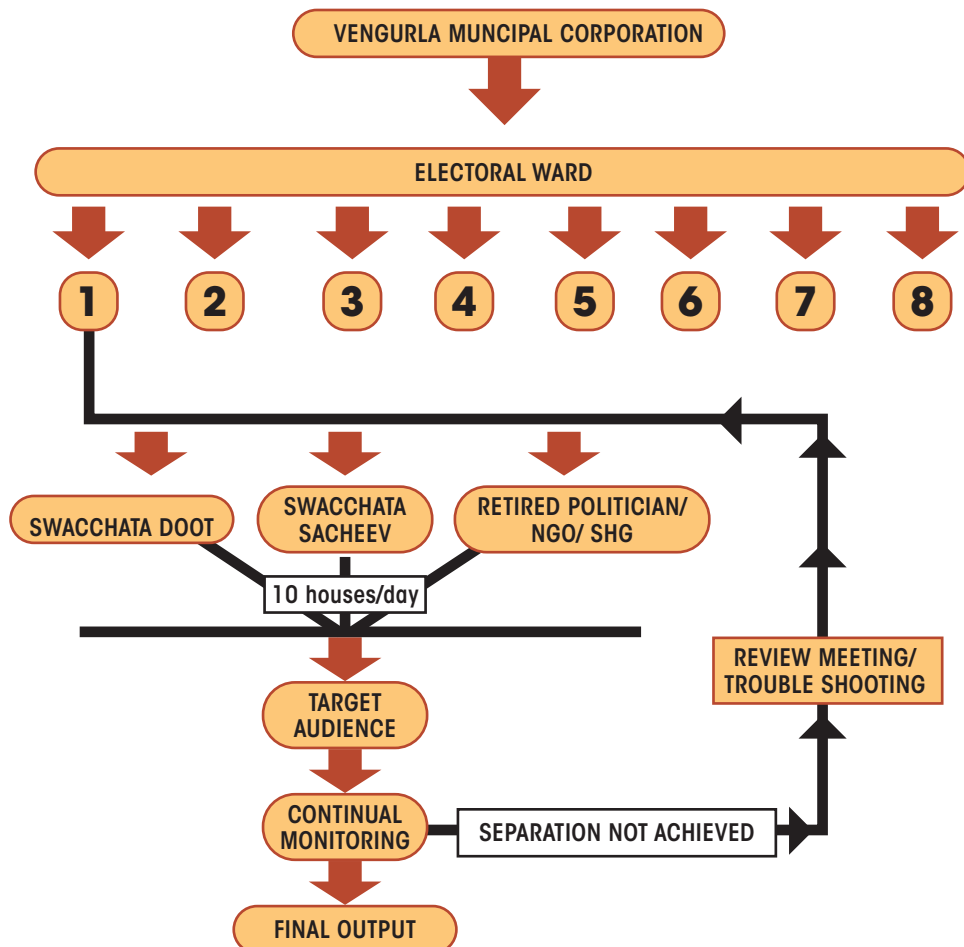 VENGURLA MUNCIPAL CORPORATION
ELECTORAL WARD
1 2 3 4 5 6 7 8
SWACCHATA DOOT
SWACCHATA
SACHEEV
RETIRED POLITICIAN/
NGO/ SHG
10 houses/day
REVIEW MEETING/
TROUBLE SHOOTING
TARGET
AUDIENCE
CONTINUAL
MONITORING
SEPARATION NOT ACHIEVED
FINAL OUTPUT